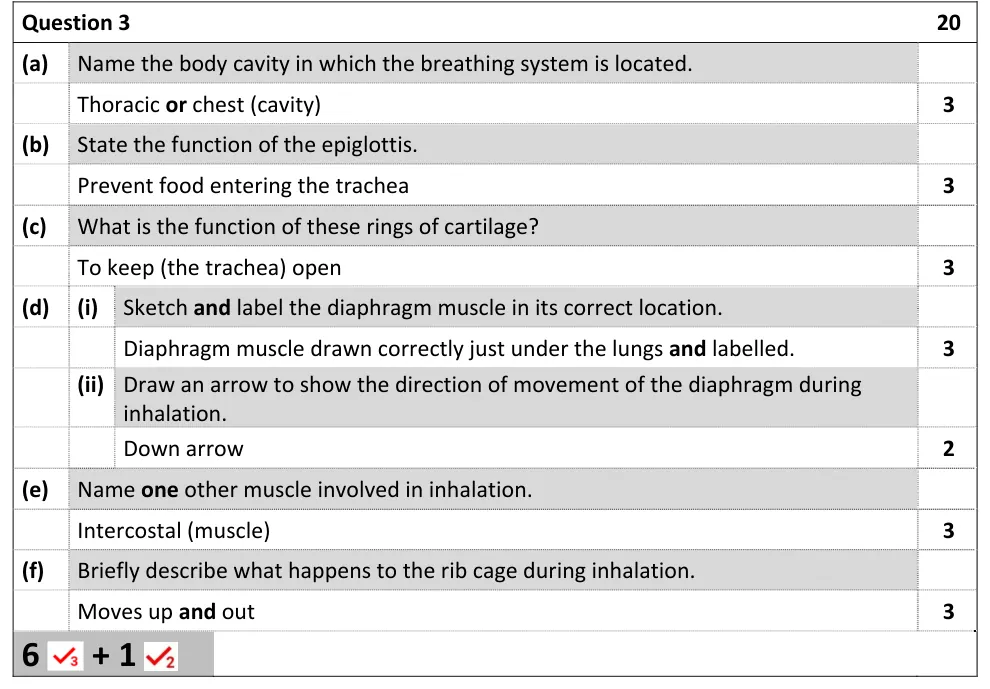 Question 3 20
(a) Name the body cavity in which the breathing system is located.
Thoracic or chest (cavity) 3
(b) State the function of the epiglottis.
Prevent food entering the trachea 3
(c) What is the function of these rings of cartilage?
To keep (the trachea) open 3
(d) (i) Sketch and label the diaphragm muscle in its correct location.
Diaphragm muscle drawn correctly just under the lungs and labelled. 3
(ii) Draw an arrow to show the direction of movement of the diaphragm during
inhalation.
Down arrow 2
(e) Name one other muscle involved in inhalation.
Intercostal (muscle) 3
(f) Briefly describe what happens to the rib cage during inhalation.
Moves up and out 3
6 ✓3 + 1 ✓2